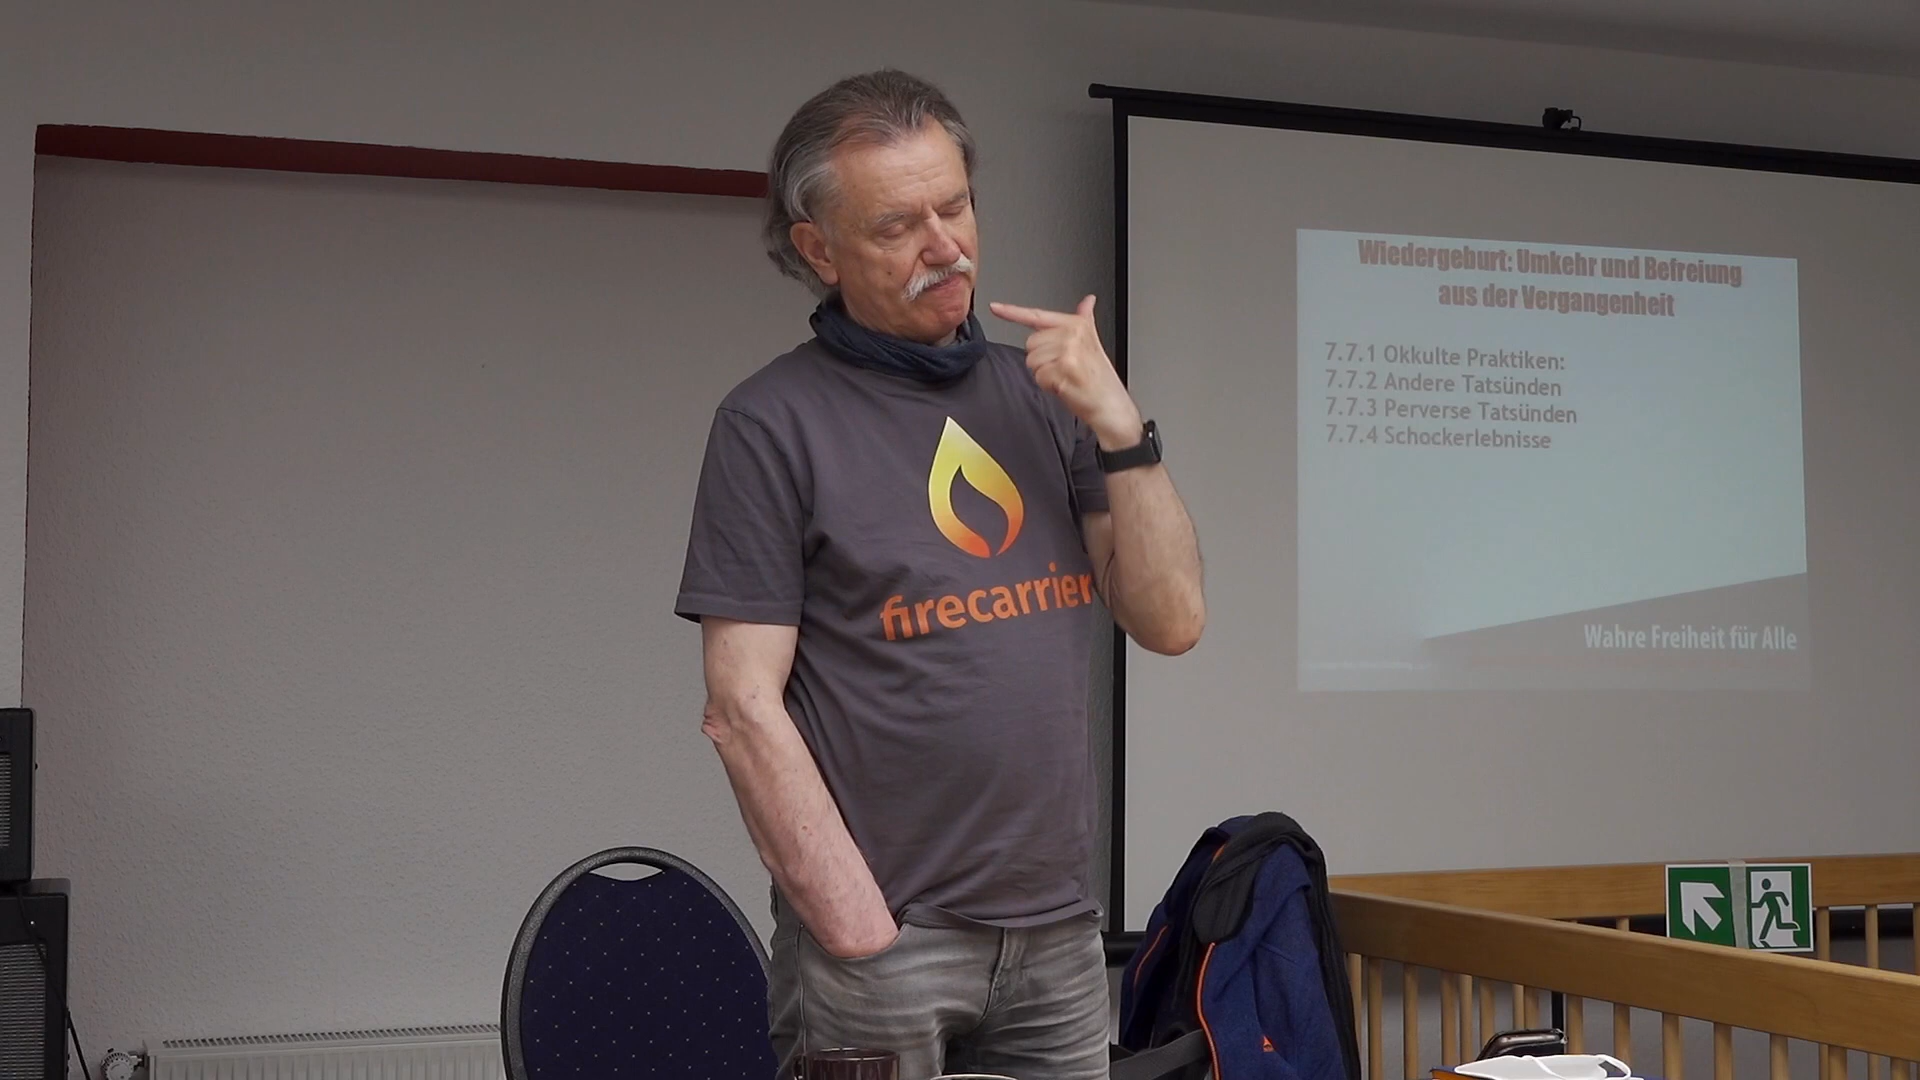 firecarrier
Wiedergeburt: Umkehr und Befreiung
aus der Vergangenheit
7.7.1 Okkulte Praktiken:
7.7.2 Andere Tatsünden
7.7.3 Perverse Tatsünden
7.7.4 Schockerlebnisse
Wahre Freiheit für Alle